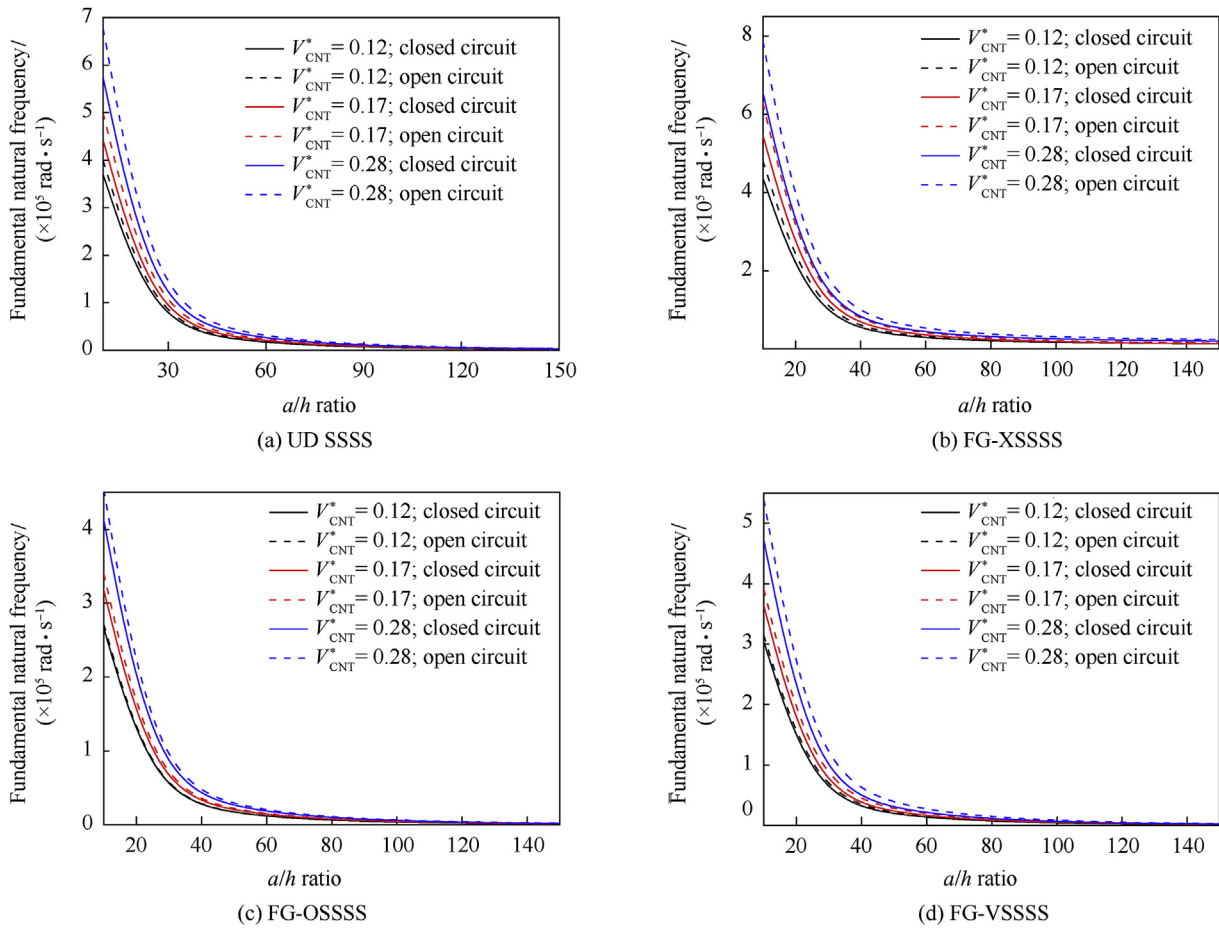 Fundamental natural frequency/
(×10⁵ rad·s⁻¹)
7
6
5
4
3
2
1
0
V*CNT = 0.12; closed circuit
V*CNT = 0.12; open circuit
V*CNT = 0.17; closed circuit
V*CNT = 0.17; open circuit
V*CNT = 0.28; closed circuit
V*CNT = 0.28; open circuit
30 60 90 120 150
a/h ratio
(a) UD SSSS
Fundamental natural frequency/
(×10⁵ rad·s⁻¹)
8
6
4
2
V*CNT = 0.12; closed circuit
V*CNT = 0.12; open circuit
V*CNT = 0.17; closed circuit
V*CNT = 0.17; open circuit
V*CNT = 0.28; closed circuit
V*CNT = 0.28; open circuit
20 40 60 80 100 120 140
a/h ratio
(b) FG-XSSSS
Fundamental natural frequency/
(×10⁵ rad·s⁻¹)
4
3
2
1
0
V*CNT = 0.12; closed circuit
V*CNT = 0.12; open circuit
V*CNT = 0.17; closed circuit
V*CNT = 0.17; open circuit
V*CNT = 0.28; closed circuit
V*CNT = 0.28; open circuit
20 40 60 80 100 120 140
a/h ratio
(c) FG-OSSSS
Fundamental natural frequency/
(×10⁵ rad·s⁻¹)
5
4
3
2
1
0
V*CNT = 0.12; closed circuit
V*CNT = 0.12; open circuit
V*CNT = 0.17; closed circuit
V*CNT = 0.17; open circuit
V*CNT = 0.28; closed circuit
V*CNT = 0.28; open circuit
20 40 60 80 100 120 140
a/h ratio
(d) FG-VSSSS